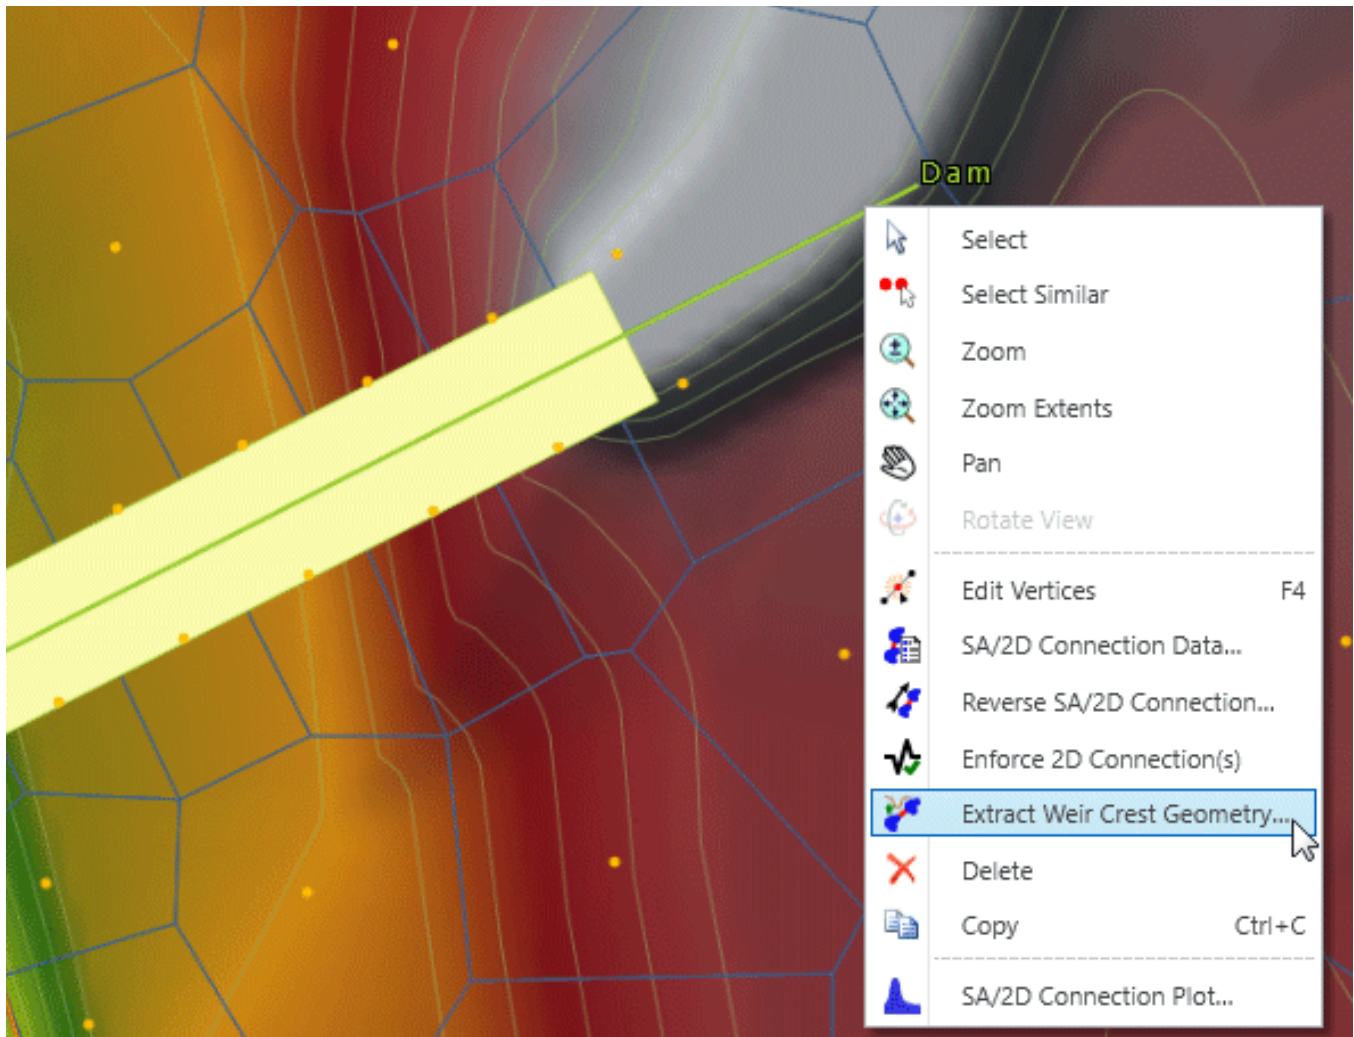 Dam
Select
Select Similar
Zoom
Zoom Extents
Pan
Rotate View
Edit Vertices F4
SA/2D Connection Data...
Reverse SA/2D Connection...
Enforce 2D Connection(s)
Extract Weir Crest Geometry...
Delete
Copy Ctrl+C
SA/2D Connection Plot...